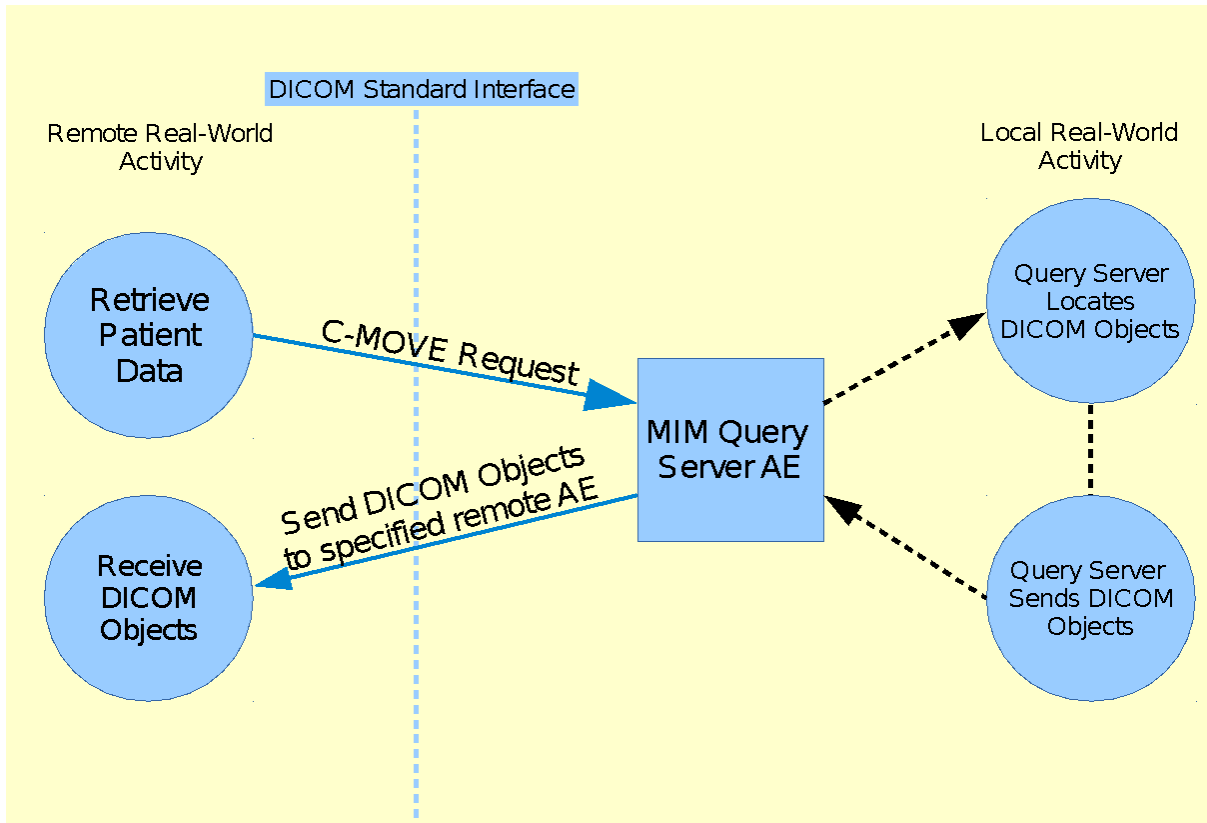 DICOM Standard Interface
Remote Real-World
Activity
Local Real-World
Activity
Retrieve
Patient
Data
C-MOVE Request
Query Server
Locates
DICOM Objects
MIM Query
Server AE
Send DICOM Objects
to specified remote AE
Receive
DICOM
Objects
Query Server
Sends DICOM
Objects